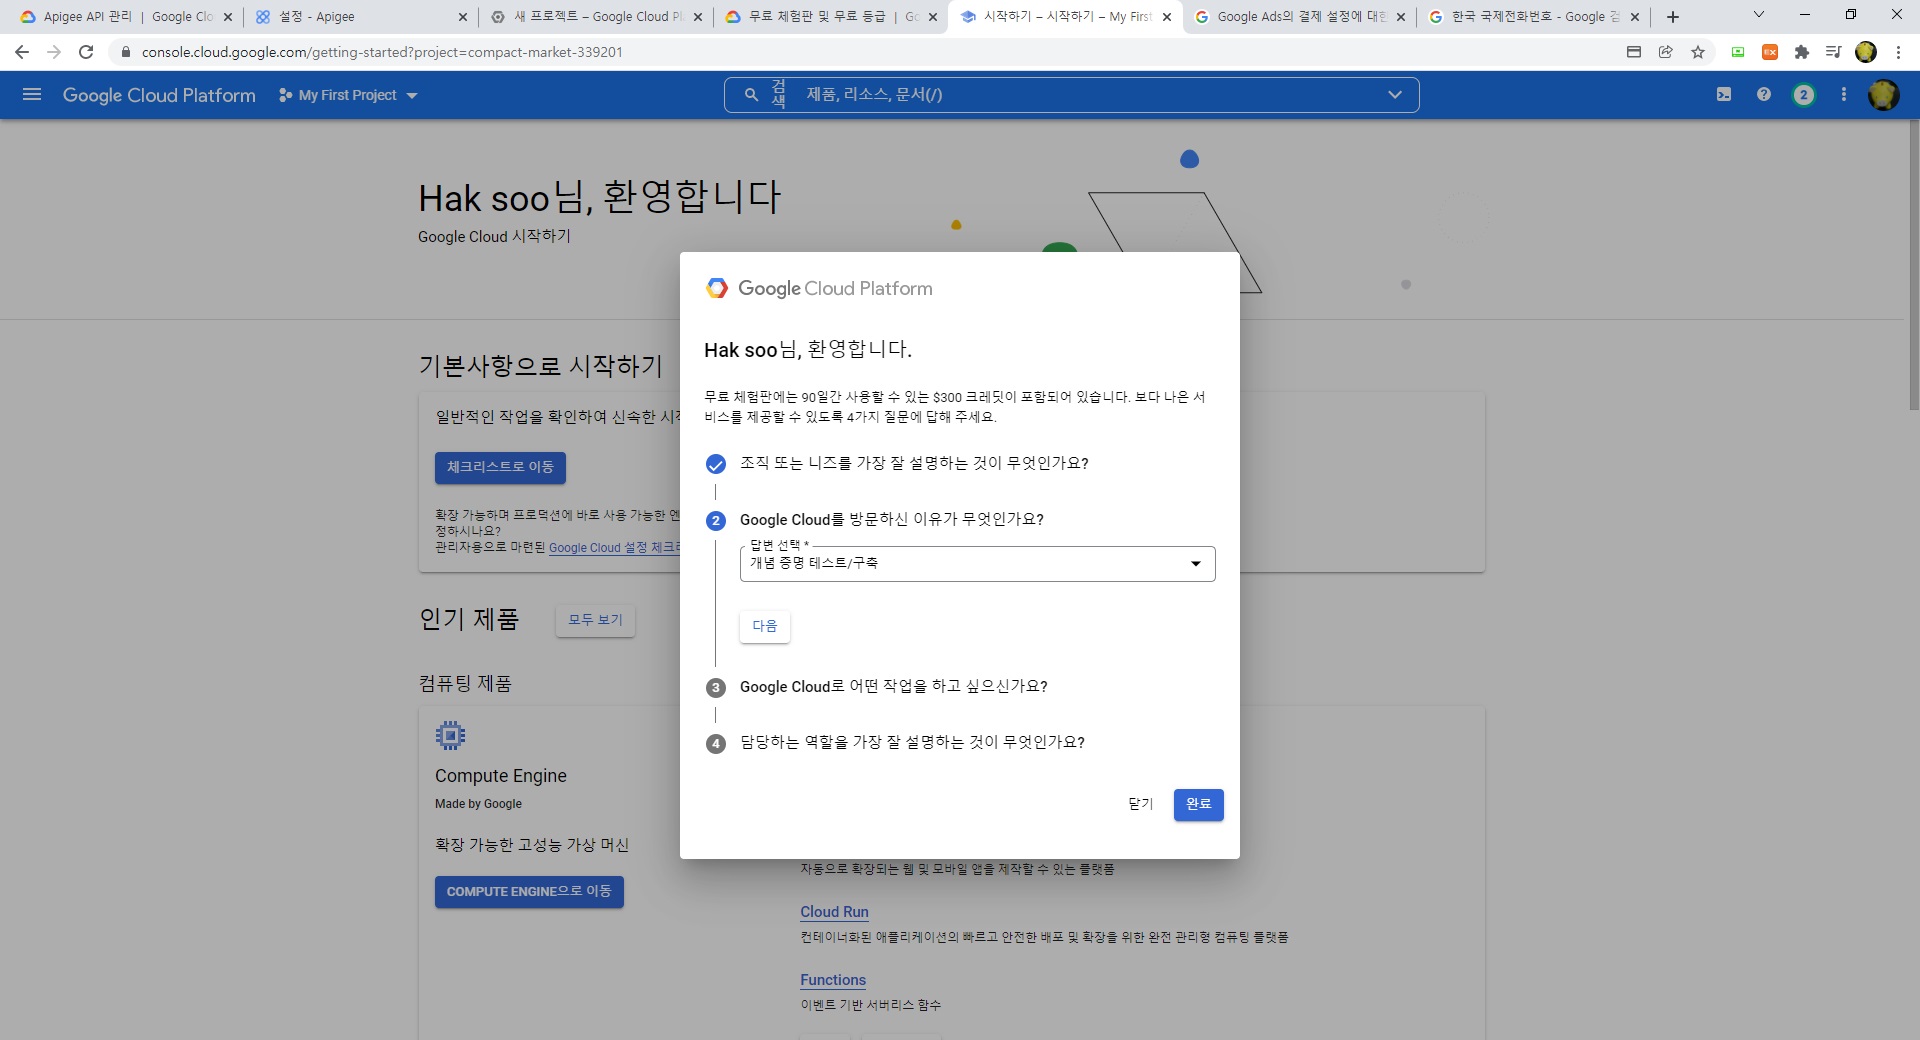 Apigee API 관리 | Google Clo
설정 - Apigee
새 프로젝트 – Google Cloud Pl
무료 체험판 및 무료 등급 | Go
시작하기 – 시작하기 – My First
Google Ads의 결제 설정에 대한
한국 국제전화번호 - Google 검
console.cloud.google.com/getting-started?project=compact-market-339201
Google Cloud Platform
My First Project
검색
제품, 리소스, 문서(/)
2
Hak soo님, 환영합니다
Google Cloud 시작하기
기본사항으로 시작하기
일반적인 작업을 확인하여 신속한 시작
체크리스트로 이동
확장 가능하며 프로덕션에 바로 사용 가능한 엔
정하시나요?
관리자용으로 마련된 Google Cloud 설정 체크리
인기 제품
모두 보기
컴퓨팅 제품
Compute Engine
Made by Google
확장 가능한 고성능 가상 머신
COMPUTE ENGINE으로 이동
Google Cloud Platform
Hak soo님, 환영합니다.
무료 체험판에는 90일간 사용할 수 있는 $300 크레딧이 포함되어 있습니다. 보다 나은 서
비스를 제공할 수 있도록 4가지 질문에 답해 주세요.
조직 또는 니즈를 가장 잘 설명하는 것이 무엇인가요?
2 Google Cloud를 방문하신 이유가 무엇인가요?
답변 선택 *
개념 증명 테스트/구축
다음
3 Google Cloud로 어떤 작업을 하고 싶으신가요?
4 담당하는 역할을 가장 잘 설명하는 것이 무엇인가요?
닫기
완료
자동으로 확장되는 웹 및 모바일 앱을 제작할 수 있는 플랫폼
Cloud Run
컨테이너화된 애플리케이션의 빠르고 안전한 배포 및 확장을 위한 완전 관리형 컴퓨팅 플랫폼
Functions
이벤트 기반 서버리스 함수